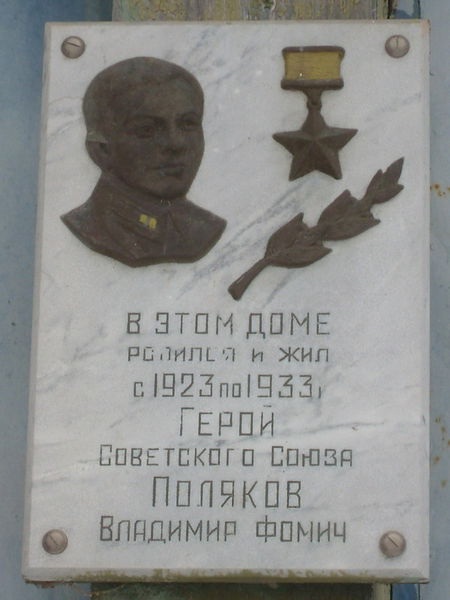 В ЭТОМ ДОМЕ
РОДИЛСЯ И ЖИЛ
с 1923 по 1933 г
ГЕРОЙ
СОВЕТСКОГО СОЮЗА
ПОЛЯКОВ
ВЛАДИМИР ФОМИЧ